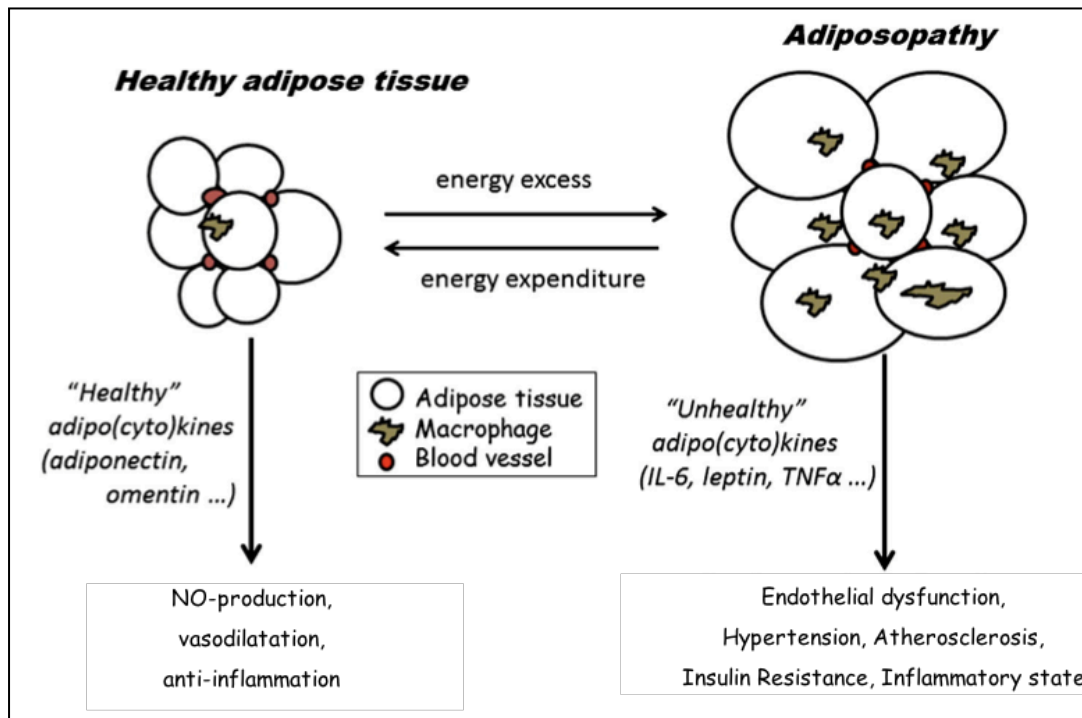 Adiposopathy
Healthy adipose tissue
energy excess
energy expenditure
"Healthy"
adipo(cyto)kines
(adiponectin,
omentin ...)
Adipose tissue
Macrophage
Blood vessel
"Unhealthy"
adipo(cyto)kines
(IL-6, leptin, TNFα ...)
NO-production,
vasodilatation,
anti-inflammation
Endothelial dysfunction,
Hypertension, Atherosclerosis,
Insulin Resistance, Inflammatory state